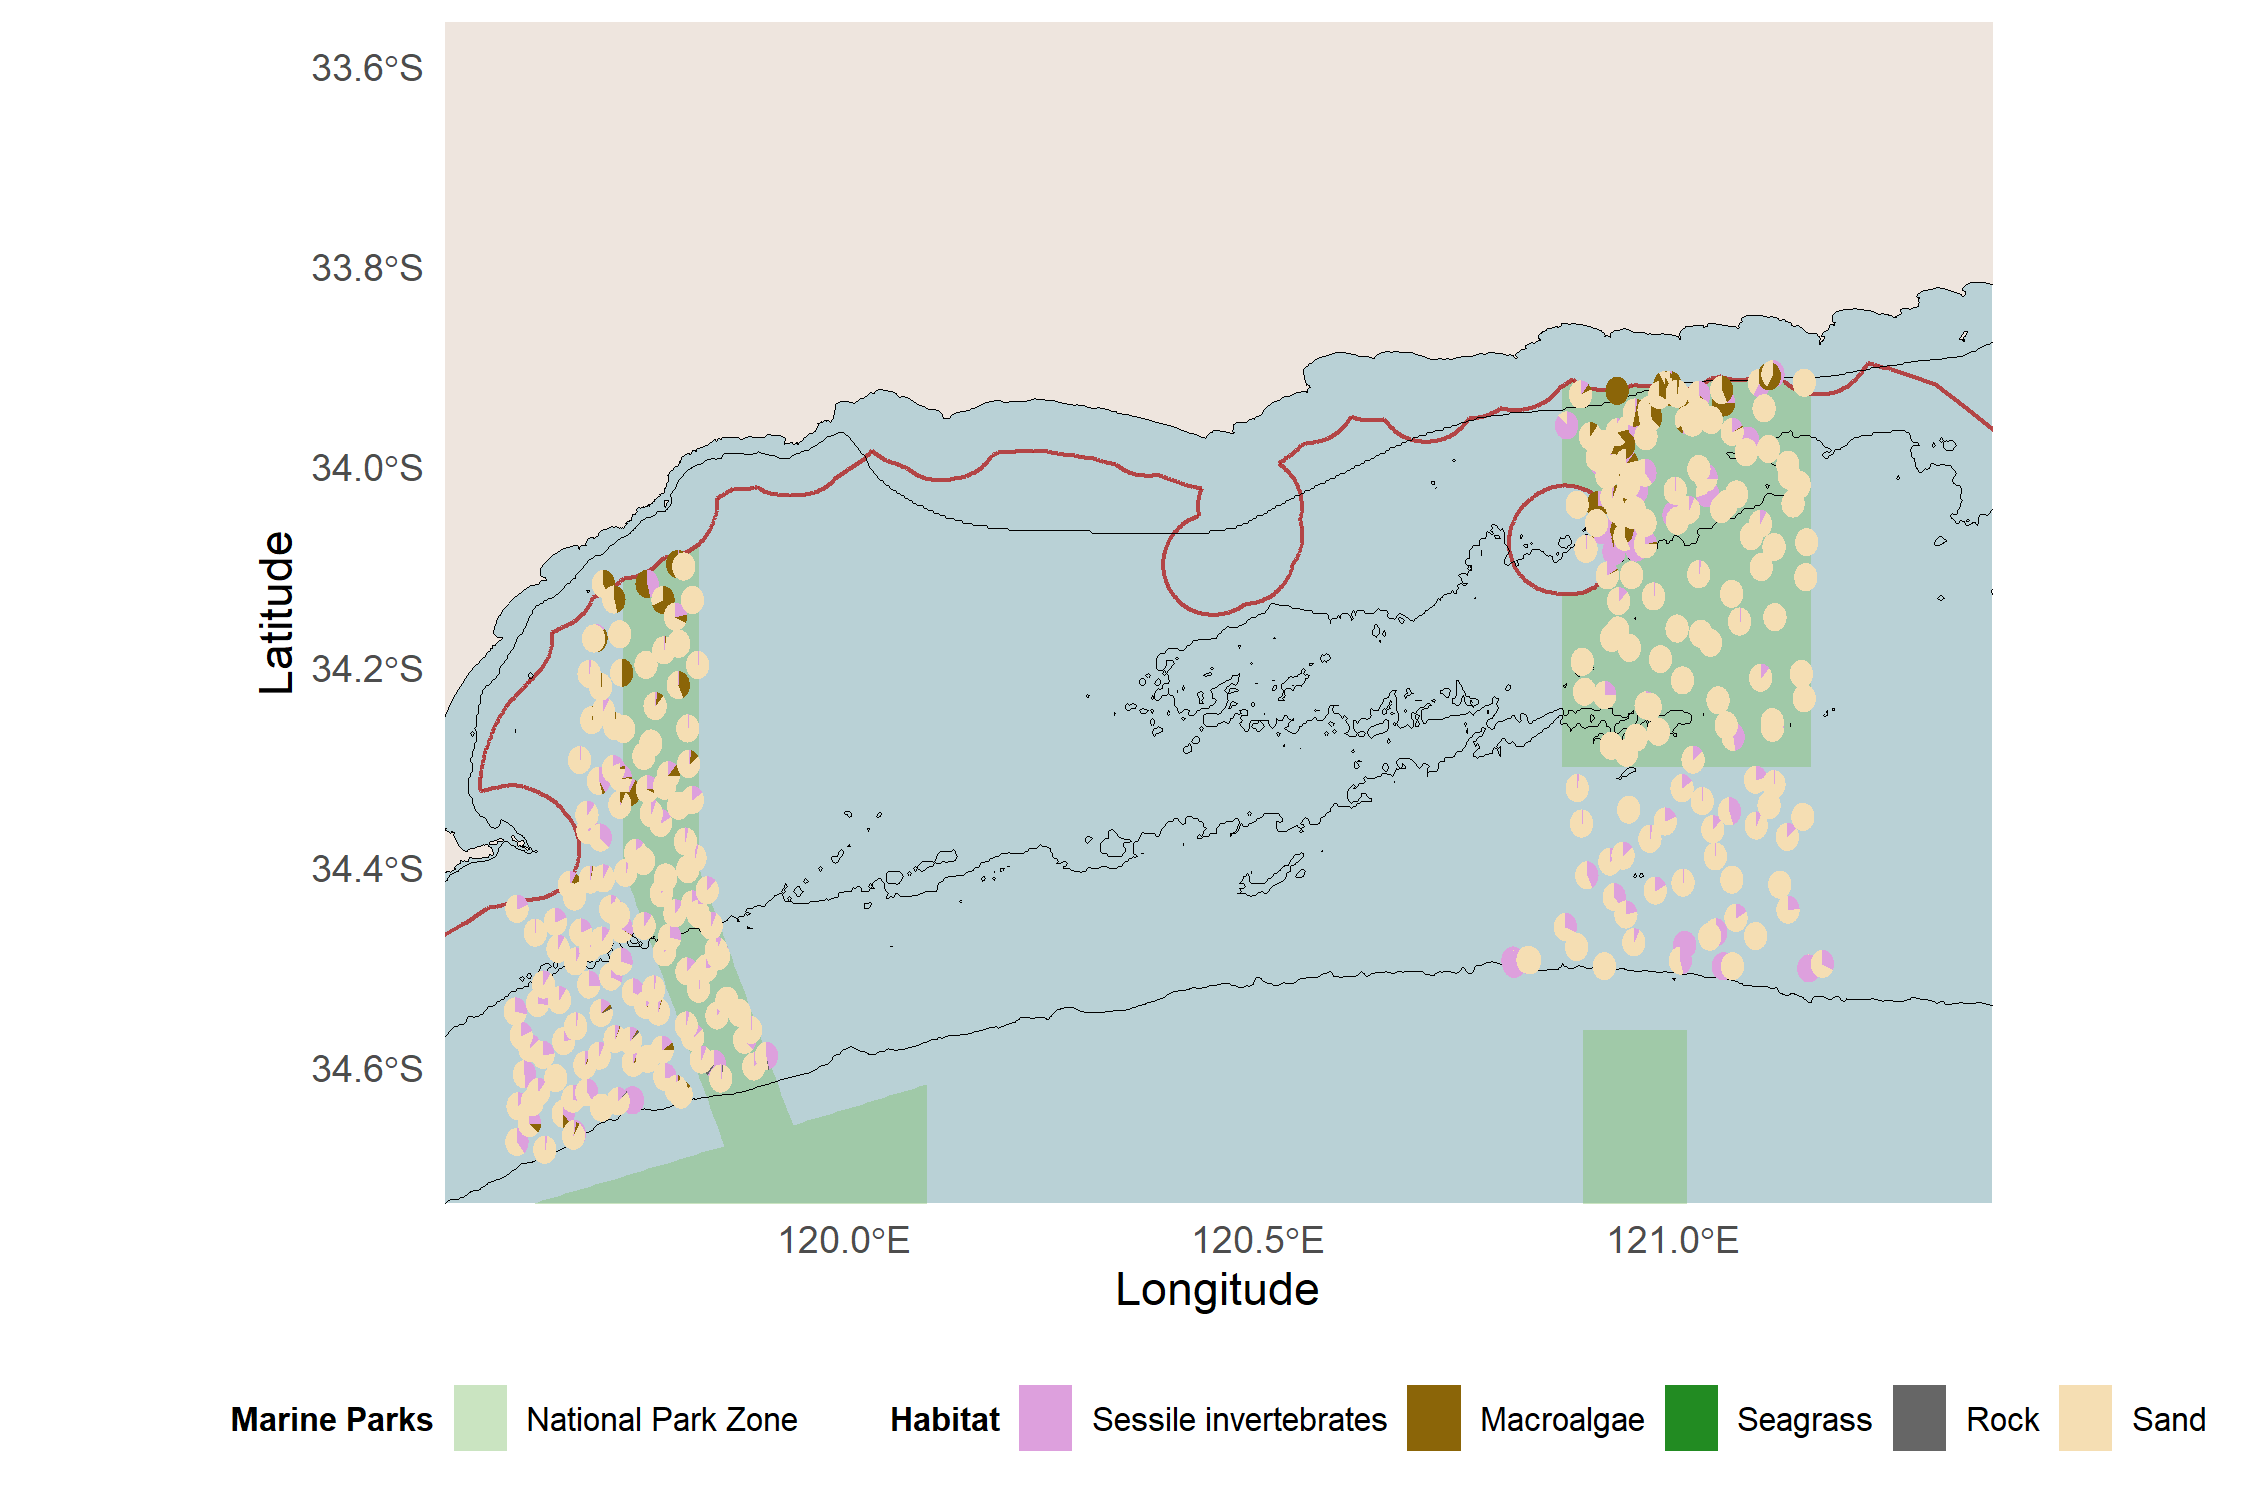 33.6°S
33.8°S
34.0°S
34.2°S
34.4°S
34.6°S
Latitude
120.0°E 120.5°E 121.0°E
Longitude
Marine Parks National Park Zone Habitat Sessile invertebrates Macroalgae Seagrass Rock Sand